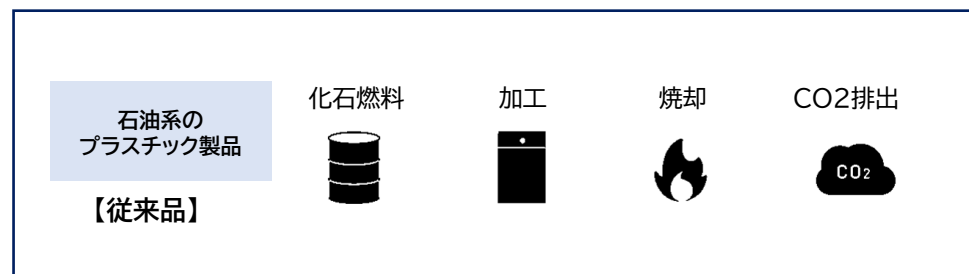 石油系の
プラスチック製品
【従来品】
化石燃料
加工
焼却
CO2排出
CO₂